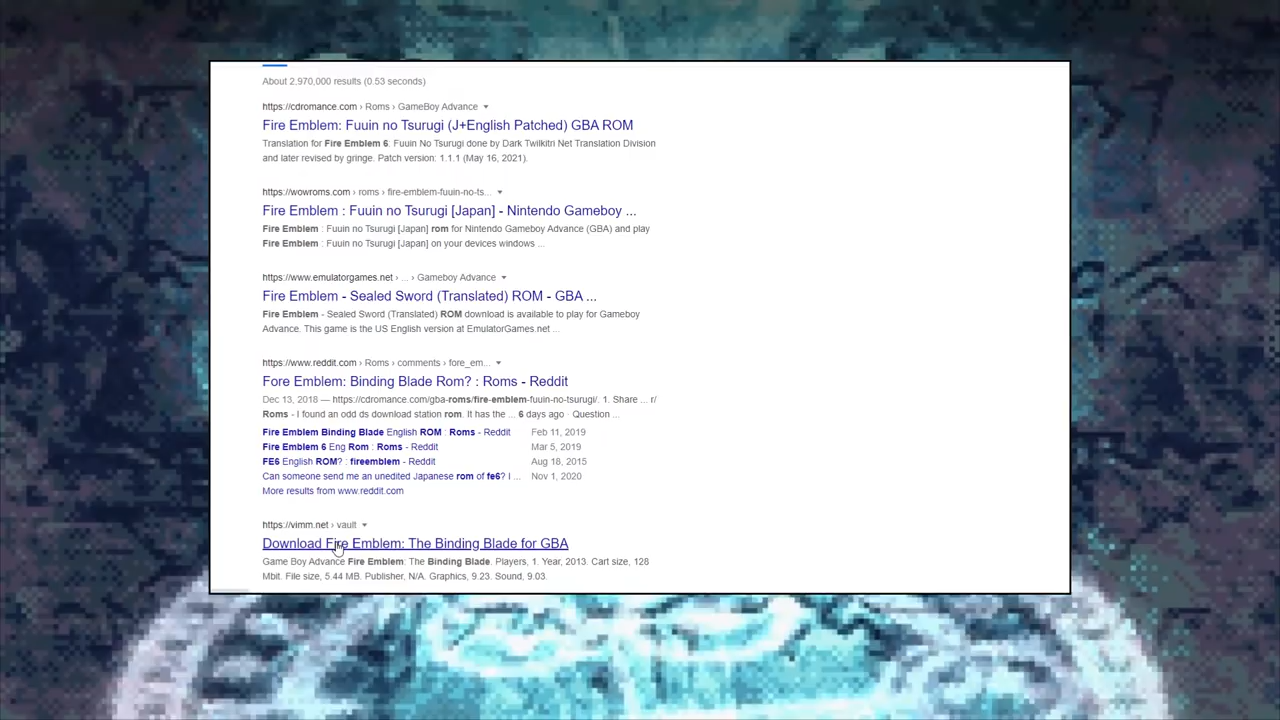 About 2,970,000 results (0.53 seconds)
https://cdromance.com › Roms › GameBoy Advance
Fire Emblem: Fuuin no Tsurugi (J+English Patched) GBA ROM
Translation for Fire Emblem 6: Fuuin No Tsurugi done by Dark Twilkitri Net Translation Division
and later revised by gringe. Patch version: 1.1.1 (May 16, 2021).
https://wowroms.com › roms › fire-emblem-fuuin-no-ts...
Fire Emblem : Fuuin no Tsurugi [Japan] - Nintendo Gameboy ...
Fire Emblem : Fuuin no Tsurugi [Japan] rom for Nintendo Gameboy Advance (GBA) and play
Fire Emblem : Fuuin no Tsurugi [Japan] on your devices windows ...
https://www.emulatorgames.net › ... › Gameboy Advance
Fire Emblem - Sealed Sword (Translated) ROM - GBA ...
Fire Emblem - Sealed Sword (Translated) ROM download is available to play for Gameboy
Advance. This game is the US English version at EmulatorGames.net ...
https://www.reddit.com › Roms › comments › fore_em...
Fore Emblem: Binding Blade Rom? : Roms - Reddit
Dec 13, 2018 — https://cdromance.com/gba-roms/fire-emblem-fuuin-no-tsurugi/. 1. Share ... r/
Roms - I found an odd ds download station rom. It has the ... 6 days ago · Question ...
Fire Emblem Binding Blade English ROM : Roms - Reddit Feb 11, 2019
Fire Emblem 6 Eng Rom : Roms - Reddit Mar 5, 2019
FE6 English ROM? : fireemblem - Reddit Aug 18, 2015
Can someone send me an unedited Japanese rom of fe6? I ... Nov 1, 2020
More results from www.reddit.com
https://vimm.net › vault
Download Fire Emblem: The Binding Blade for GBA
Game Boy Advance Fire Emblem: The Binding Blade. Players, 1. Year, 2013. Cart size, 128
Mbit. File size, 5.44 MB. Publisher, N/A. Graphics, 9.23. Sound, 9.03.